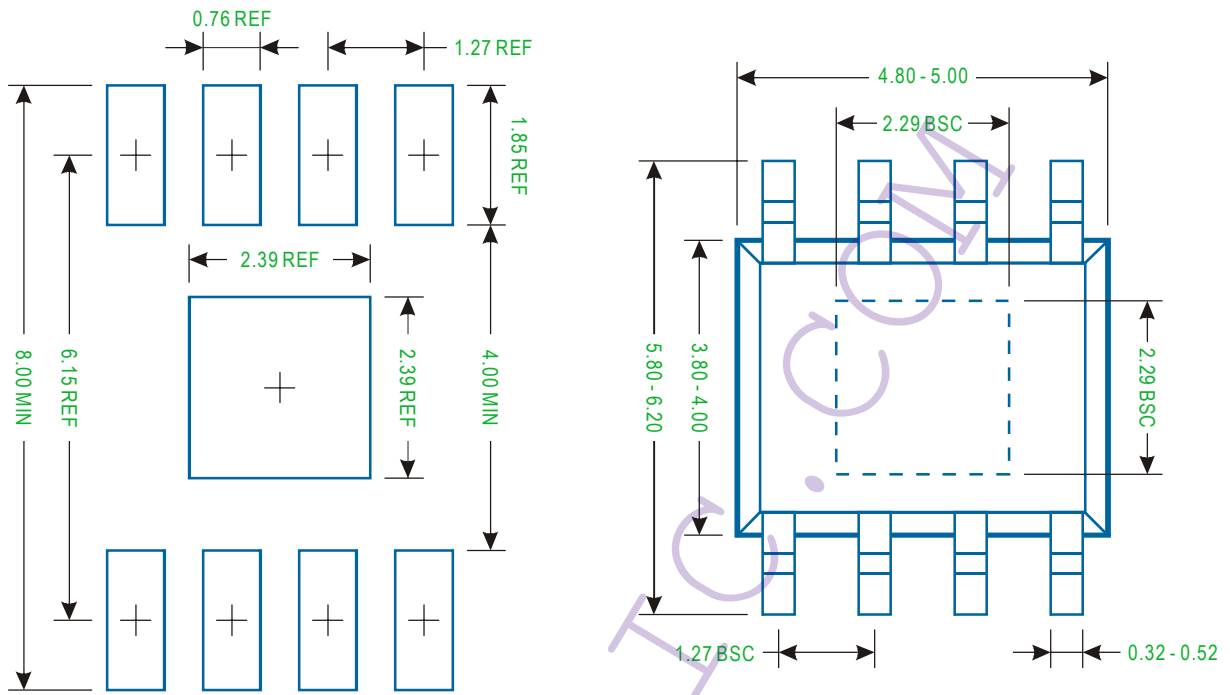 0.76 REF
1.27 REF
1.85 REF
2.39 REF
2.39 REF
4.00 MIN
6.15 REF
8.00 MIN
4.80 - 5.00
2.29 BSC
5.80 - 6.20
3.80 - 4.00
2.29 BSC
1.27 BSC
0.32 - 0.52
IC.COM